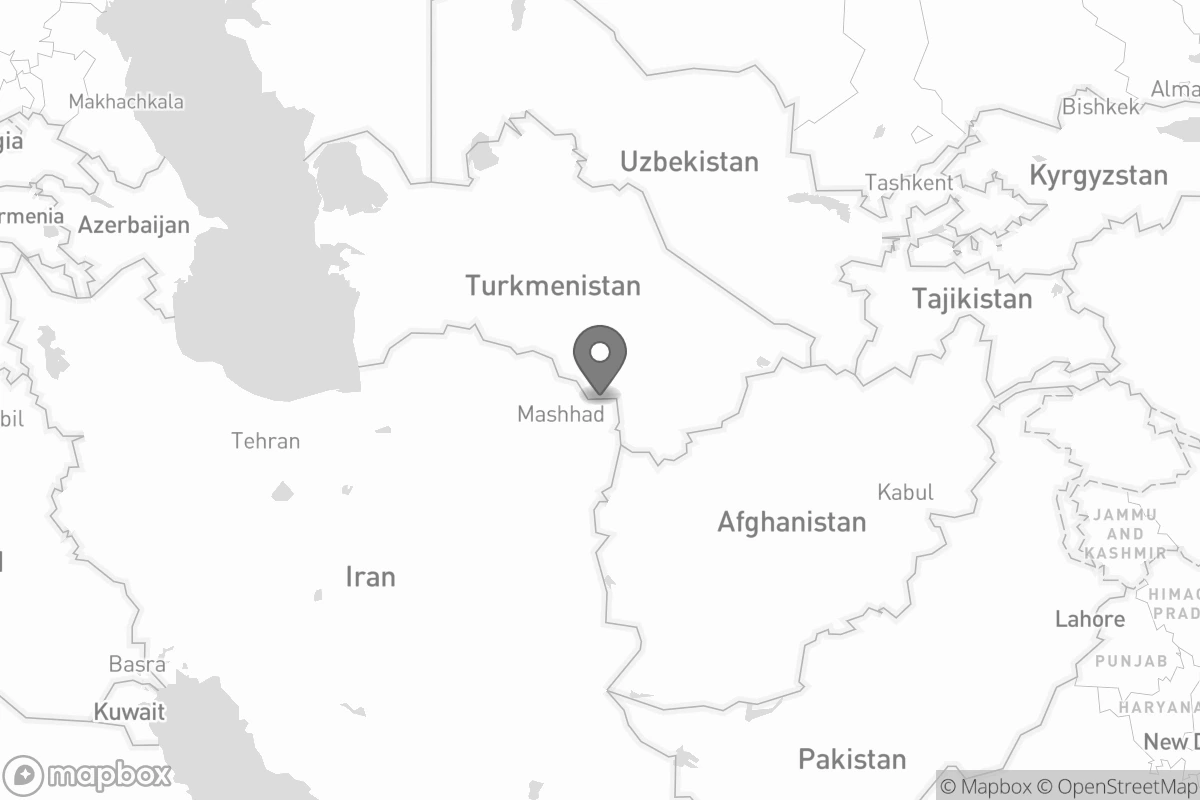 Makhachkala
Alma
Bishkek
gia
Uzbekistan
Kyrgyzstan
Tashkent
rmenia
Azerbaijan
Turkmenistan
Tajikistan
Mashhad
bil
Tehran
Kabul
JAMMU
AND
KASHMIR
Afghanistan
Iran
HIMAC
PRAD
Lahore
Basra
PUNJAB
Kuwait
HARYANA
New D
Pakistan
mapbox
© Mapbox © OpenStreetMap